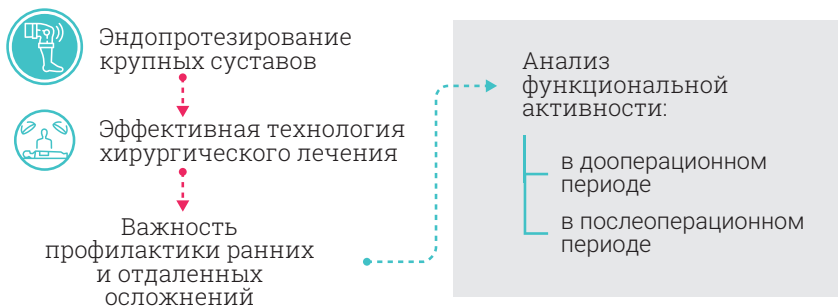 Эндопротезирование
крупных суставов
Эффективная технология
хирургического лечения
Важность
профилактики ранних
и отдаленных
осложнений
Анализ
функциональной
активности:
в дооперационном
периоде
в послеоперационном
периоде